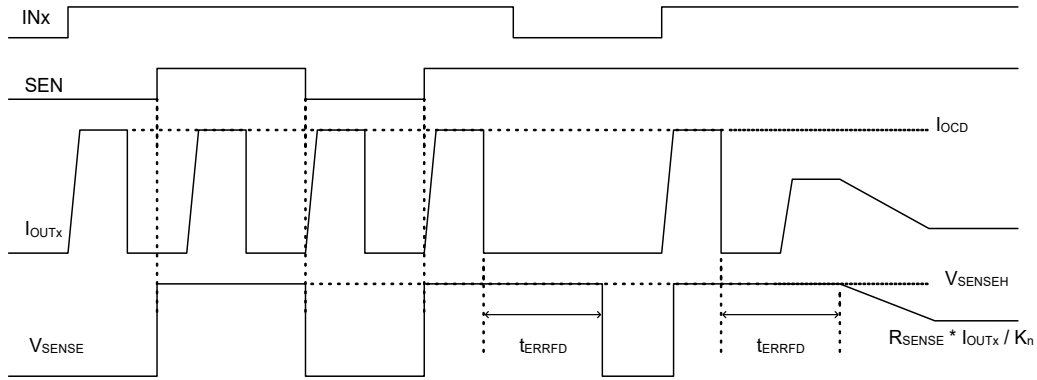 INx
SEN
IOCD
IOUTx
VSENSEH
tERRFD
tERRFD
VSENSE
RSENSE * IOUTx / Kn